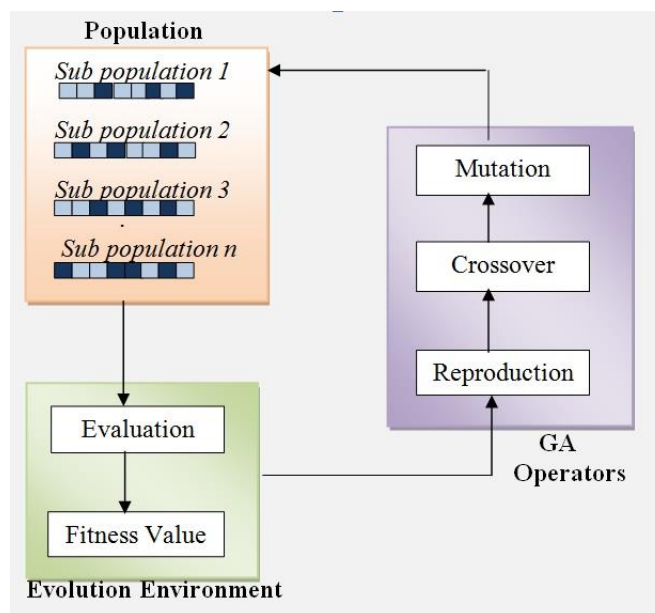 Population
Sub population 1
Sub population 2
Sub population 3
.
Sub population n
Mutation
Crossover
Reproduction
GA
Operators
Evaluation
Fitness Value
Evolution Environment